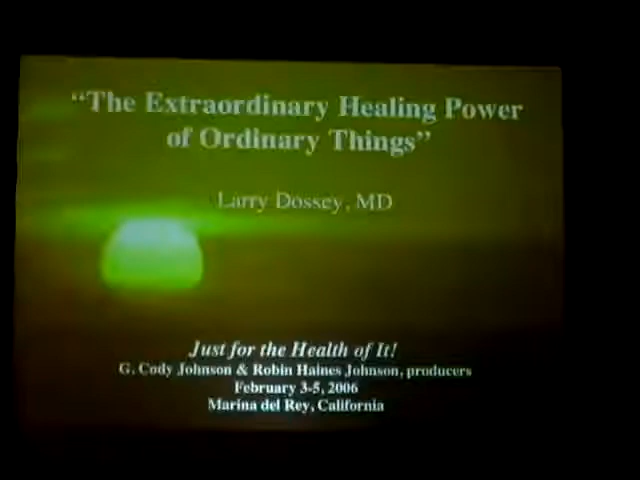 “The Extraordinary Healing Power
of Ordinary Things”
Larry Dossey, MD
Just for the Health of It!
G. Cody Johnson & Robin Haines Johnson, producers
February 3-5, 2006
Marina del Rey, California